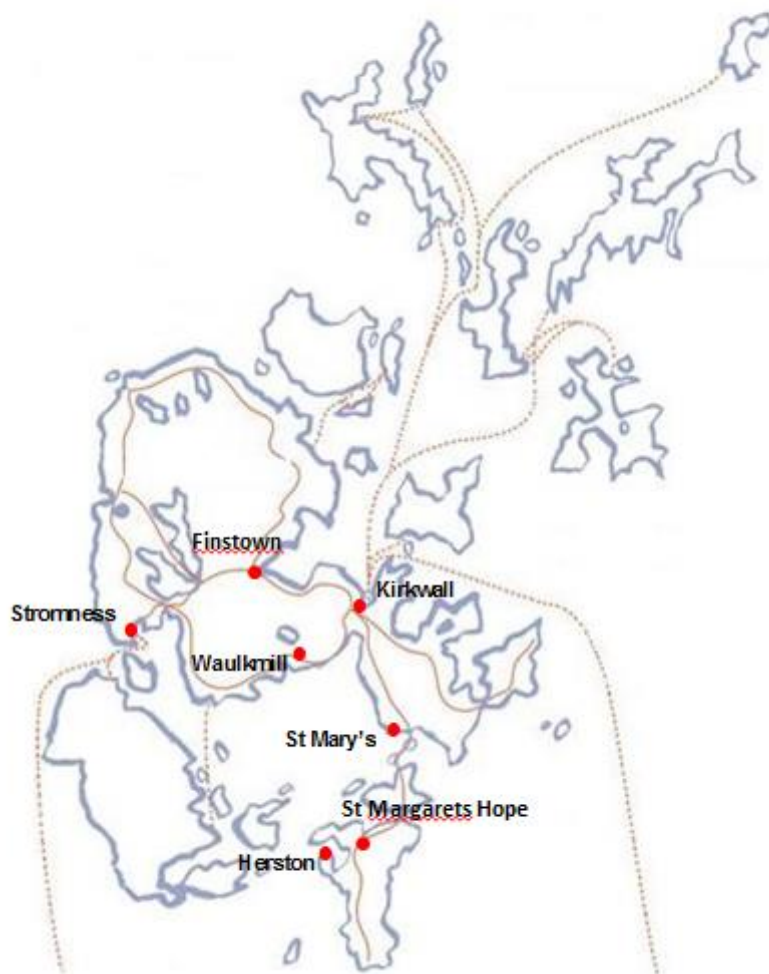 Finstown
Kirkwall
Stromness
Waulkmill
St Mary's
St Margarets Hope
Herston